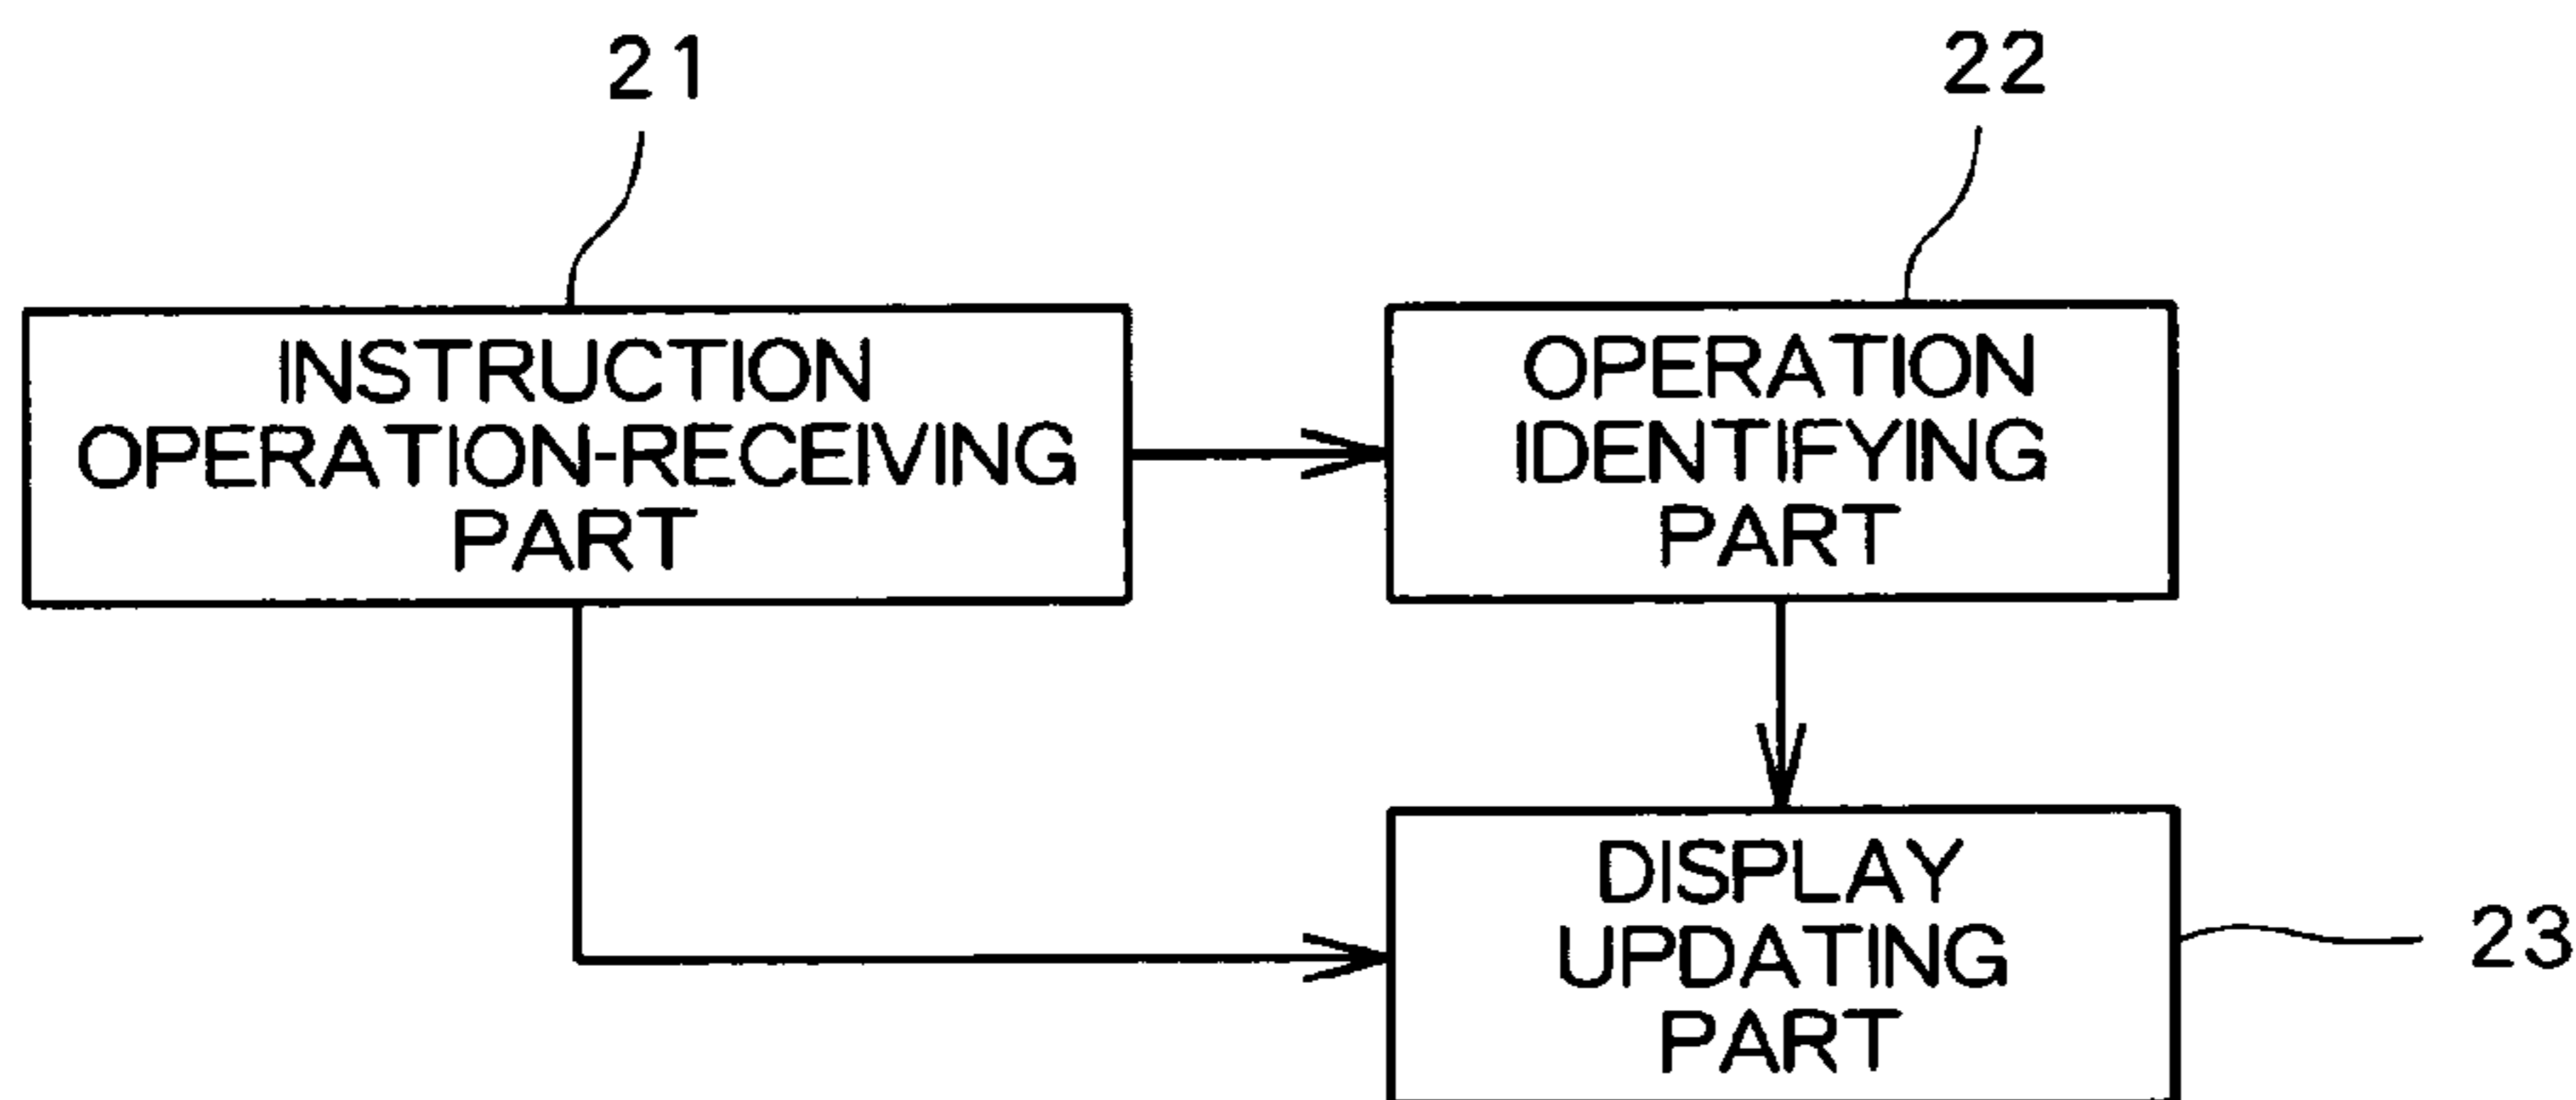 21
22
INSTRUCTION
OPERATION-RECEIVING
PART
OPERATION
IDENTIFYING
PART
DISPLAY
UPDATING
PART
23